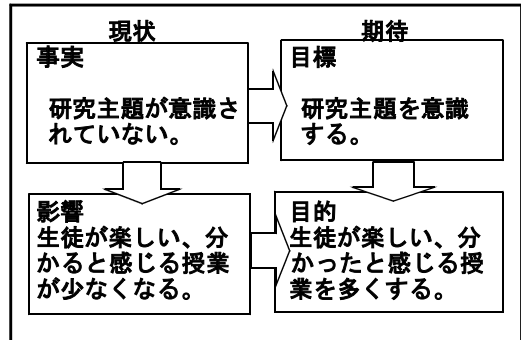 現状
期待
事実
研究主題が意識さ
れていない。
目標
研究主題を意識
する。
影響
生徒が楽しい、分
かると感じる授業
が少なくなる。
目的
生徒が楽しい、分
かったと感じる授
業を多くする。